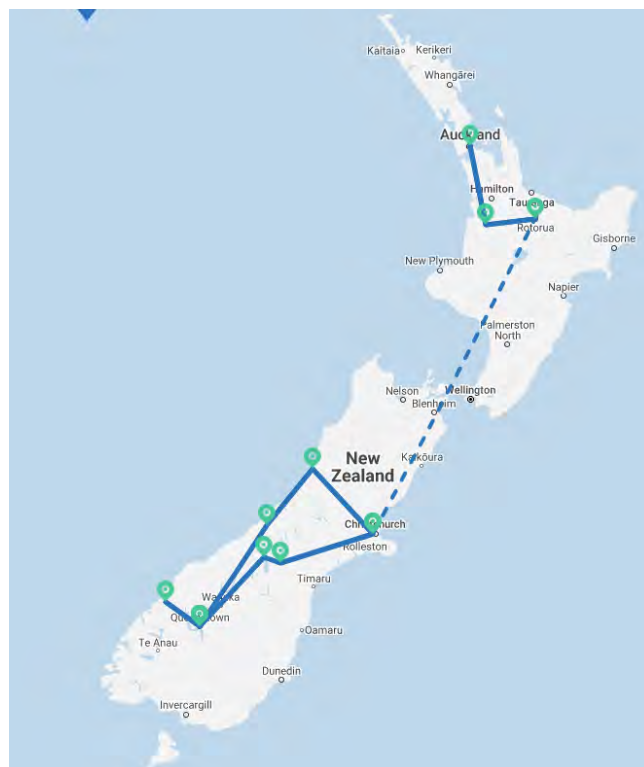 Kaitaia
Kerikeri
Whangārei
Auckland
Hamilton
Tauranga
Rotorua
Gisborne
New Plymouth
Napier
Palmerston
North
Nelson
Wellington
Blenheim
New
Zealand
Kaikōura
Christchurch
Rolleston
Timaru
Wanaka
Queenstown
Oamaru
Te Anau
Dunedin
Invercargill